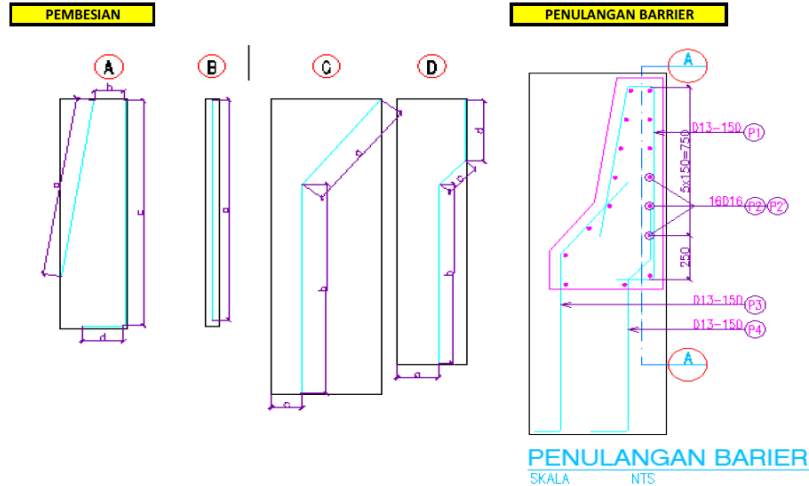 PEMBESIAN
PENULANGAN BARRIER
A
B
C
D
A
b
a
c
d
a
b
a
d
b
a
D13-150 P1
5x150=750
16D16 P2 P2'
250
D13-150 P3
D13-150 P4
A
PENULANGAN BARIER
SKALA NTS